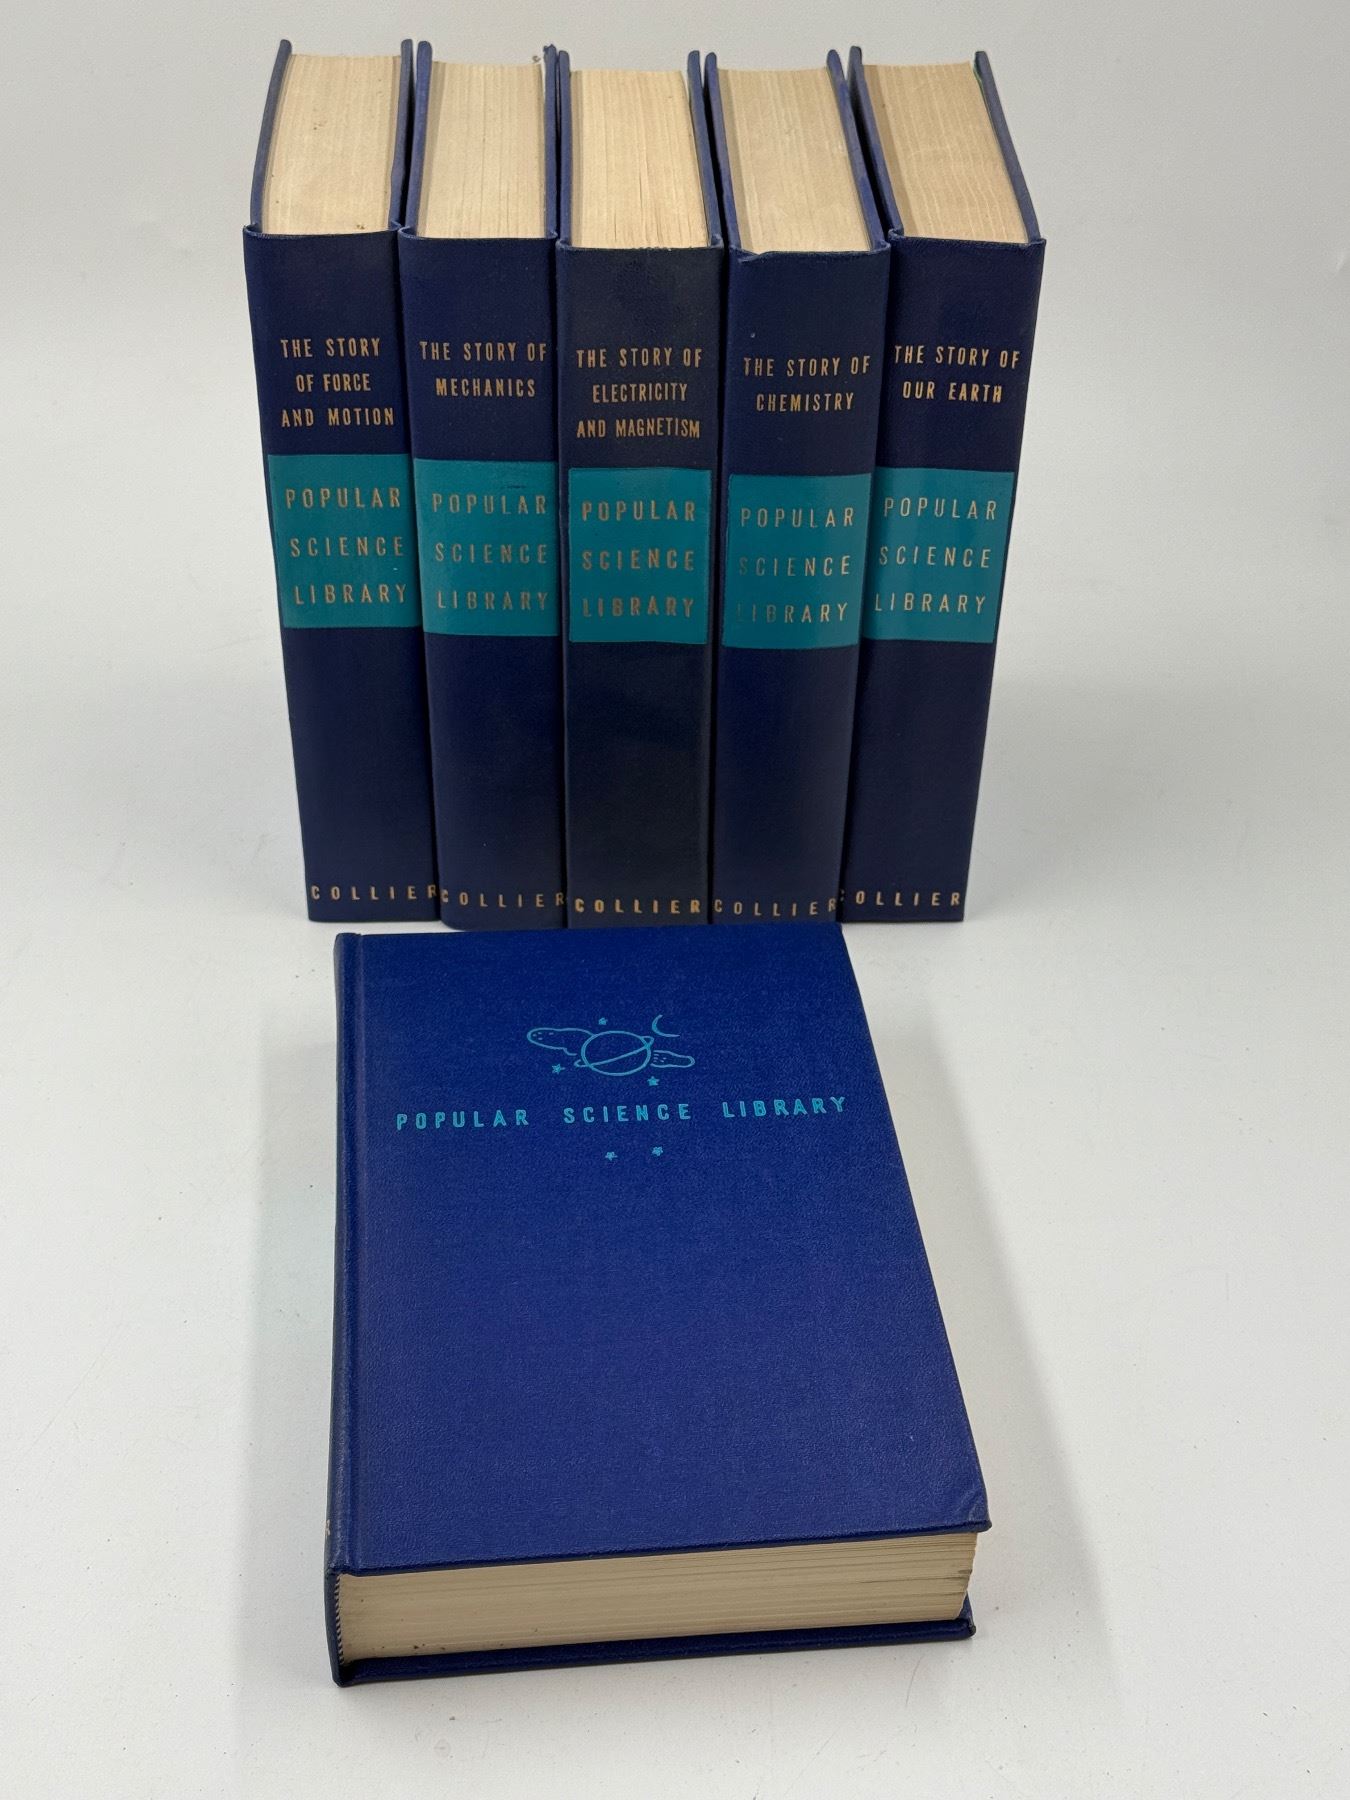 THE STORY
OF FORCE
AND MOTION
POPULAR
SCIENCE
LIBRARY
COLLIER
THE STORY OF
MECHANICS
POPULAR
SCIENCE
LIBRARY
COLLIER
THE STORY OF
ELECTRICITY
AND MAGNETISM
POPULAR
SCIENCE
LIBRARY
COLLIER
THE STORY OF
CHEMISTRY
POPULAR
SCIENCE
LIBRARY
COLLIER
THE STORY OF
OUR EARTH
POPULAR
SCIENCE
LIBRARY
COLLIER
POPULAR SCIENCE LIBRARY